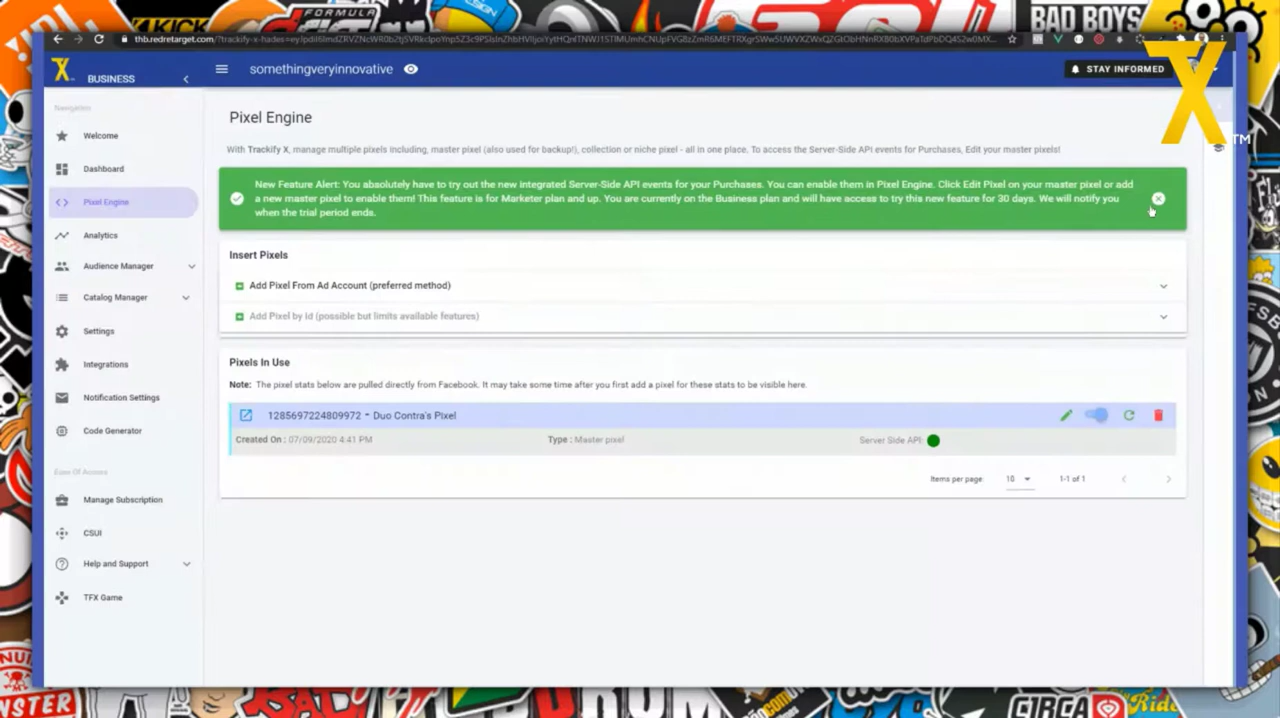 FORMULA
KICK
BAD BOYS
thb.redretarget.com
BUSINESS
somethingveryinnovative
STAY INFORMED
X™
Navigation
Welcome
Dashboard
Pixel Engine
Analytics
Audience Manager
Catalog Manager
Settings
Integrations
Notification Settings
Code Generator
Ease Of Access
Manage Subscription
CSUI
Help and Support
TFX Game
Pixel Engine
With Trackify X, manage multiple pixels including, master pixel (also used for backup!), collection or niche pixel - all in one place. To access the Server-Side API events for Purchases, Edit your master pixels!
New Feature Alert: You absolutely have to try out the new Integrated Server-Side API events for your Purchases. You can enable them in Pixel Engine. Click Edit Pixel on your master pixel or add
a new master pixel to enable them! This feature is for Marketer plan and up. You are currently on the Business plan and will have access to try this new feature for 30 days. We will notify you
when the trial period ends.
Insert Pixels
Add Pixel From Ad Account (preferred method)
Add Pixel by Id (possible but limits available features)
Pixels In Use
Note: The pixel stats below are pulled directly from Facebook. It may take some time after you first add a pixel for these stats to be visible here.
1285697224809972 - Duo Contra's Pixel
Created On : 07/09/2020 4:41 PM
Type : Master pixel
Server Side API:
Items per page: 10 1-1 of 1
CIRCA